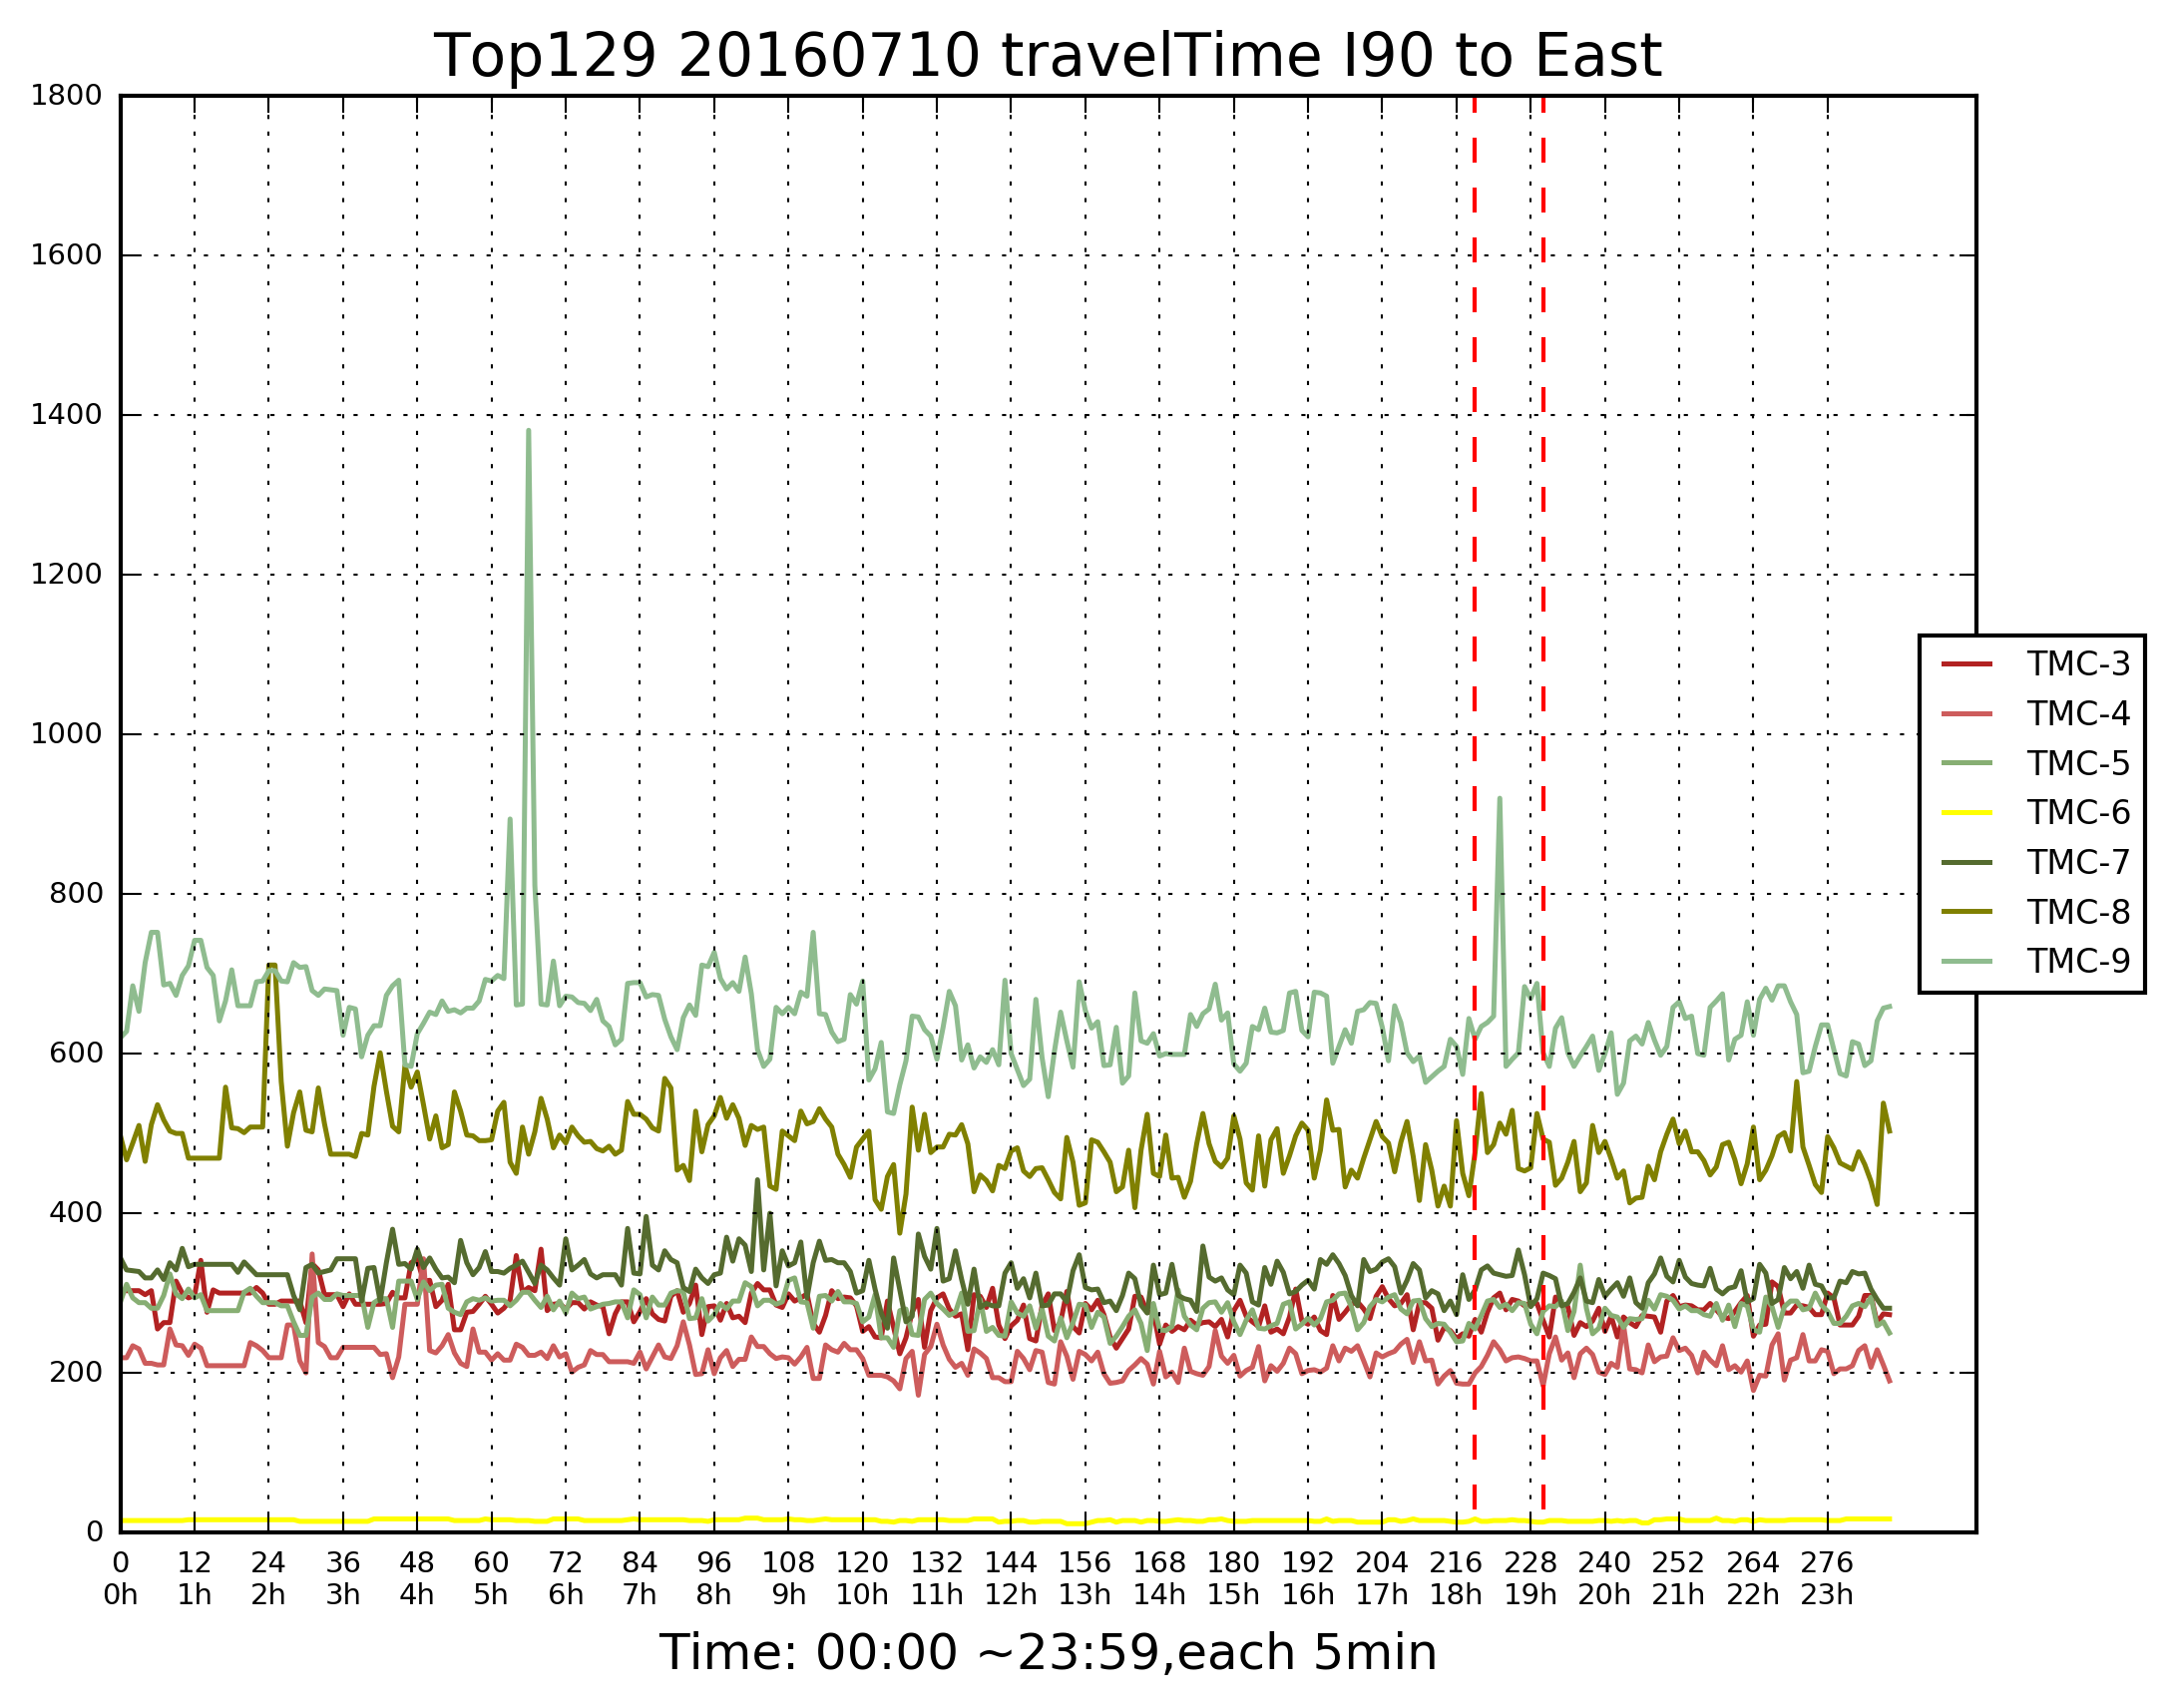 Top129 20160710 travelTime I90 to East
1800
1600
1400
1200
1000
800
600
400
200
0
TMC-3
TMC-4
TMC-5
TMC-6
TMC-7
TMC-8
TMC-9
0 12 24 36 48 60 72 84 96 108 120 132 144 156 168 180 192 204 216 228 240 252 264 276
0h 1h 2h 3h 4h 5h 6h 7h 8h 9h 10h 11h 12h 13h 14h 15h 16h 17h 18h 19h 20h 21h 22h 23h
Time: 00:00 ~23:59,each 5min